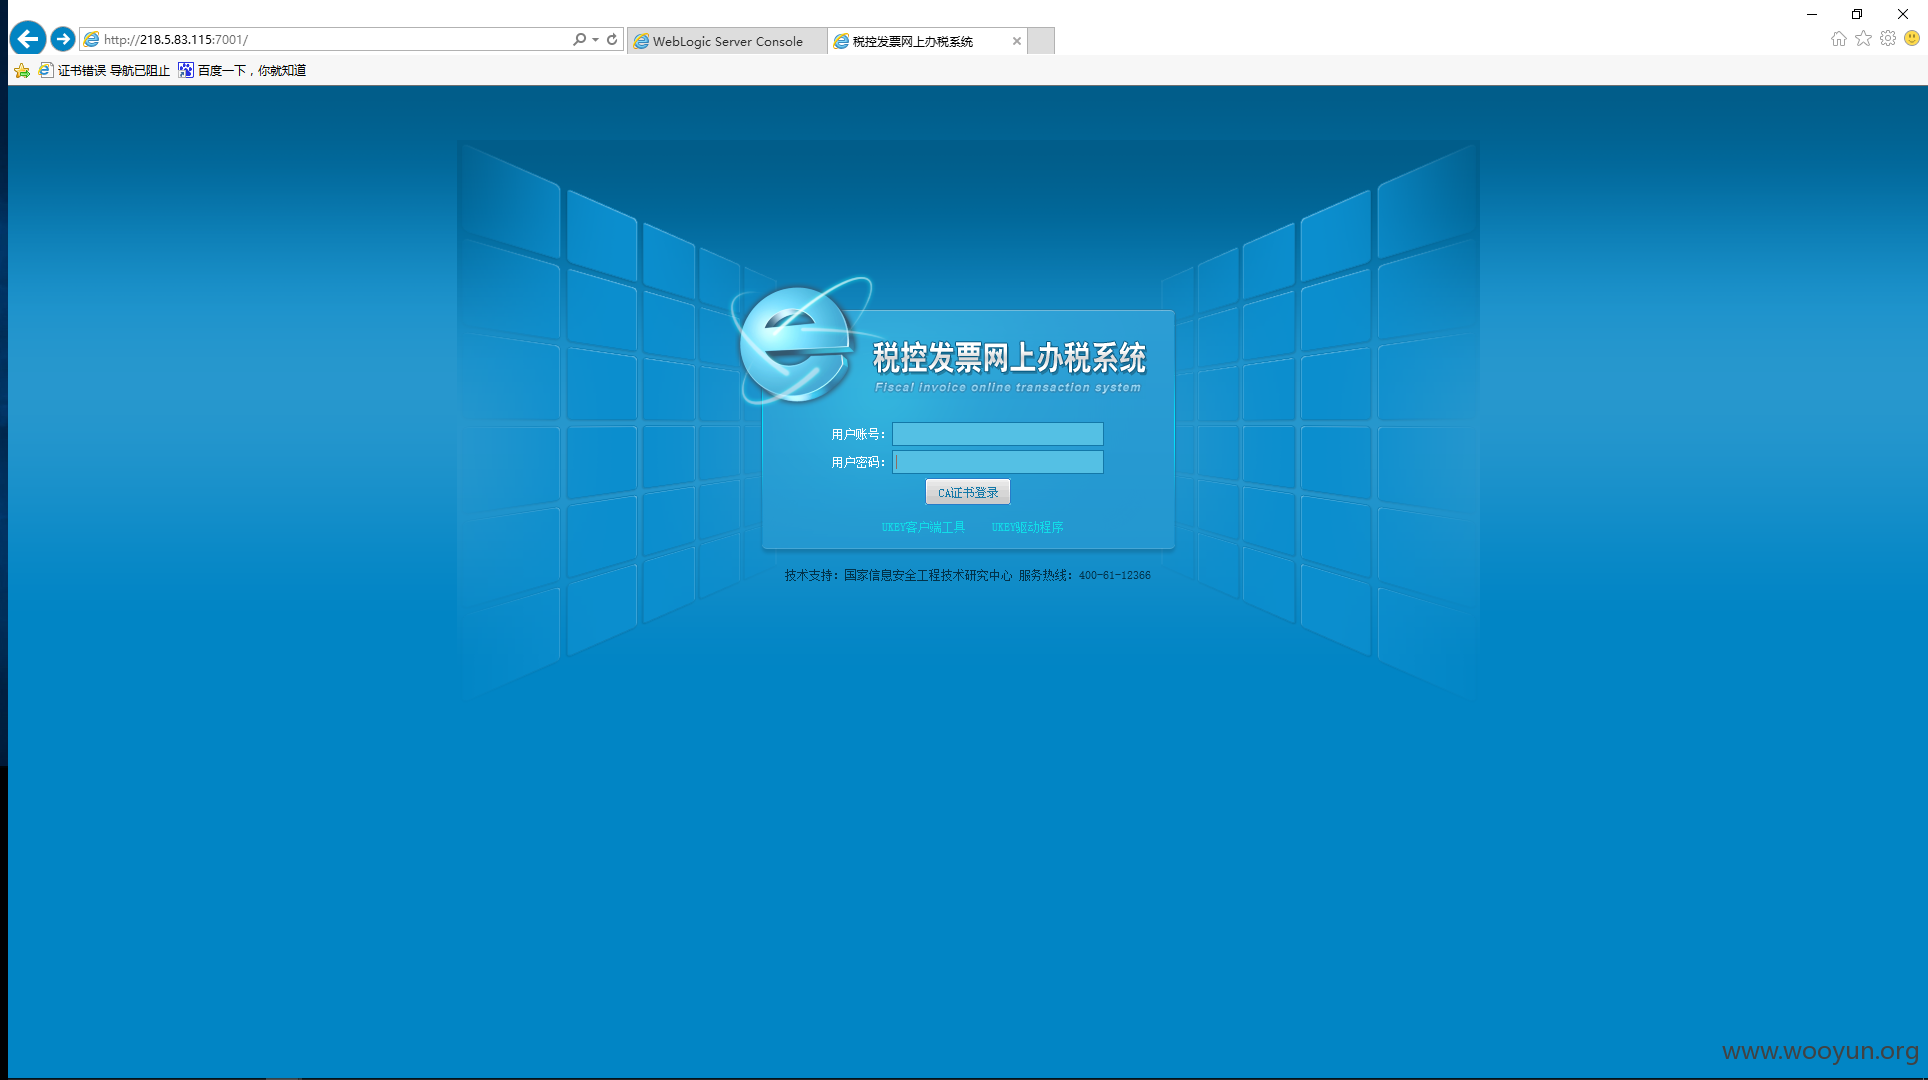 http://218.5.83.115:7001/
WebLogic Server Console
税控发票网上办税系统
证书错误 导航已阻止
百度一下，你就知道
税控发票网上办税系统
Fiscal invoice online transaction system
用户账号：
用户密码：
CA证书登录
UKEY客户端工具 UKEY驱动程序
技术支持：国家信息安全工程技术研究中心 服务热线：400-61-12366
www.wooyun.org